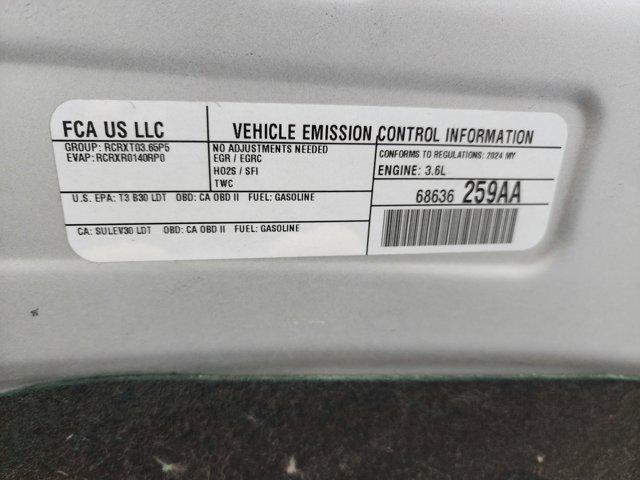 FCA US LLC
GROUP: RCRXT03.65P5
EVAP: RCRXR0140RP0
VEHICLE EMISSION CONTROL INFORMATION
NO ADJUSTMENTS NEEDED
EGR / EGRC
HO2S / SFI
TWC
CONFORMS TO REGULATIONS: 2024 MY
ENGINE: 3.6L
U.S. EPA: T3 B30 LDT OBD: CA OBD II FUEL: GASOLINE
68636 259AA
CA: SULEV30 LDT OBD: CA OBD II FUEL: GASOLINE